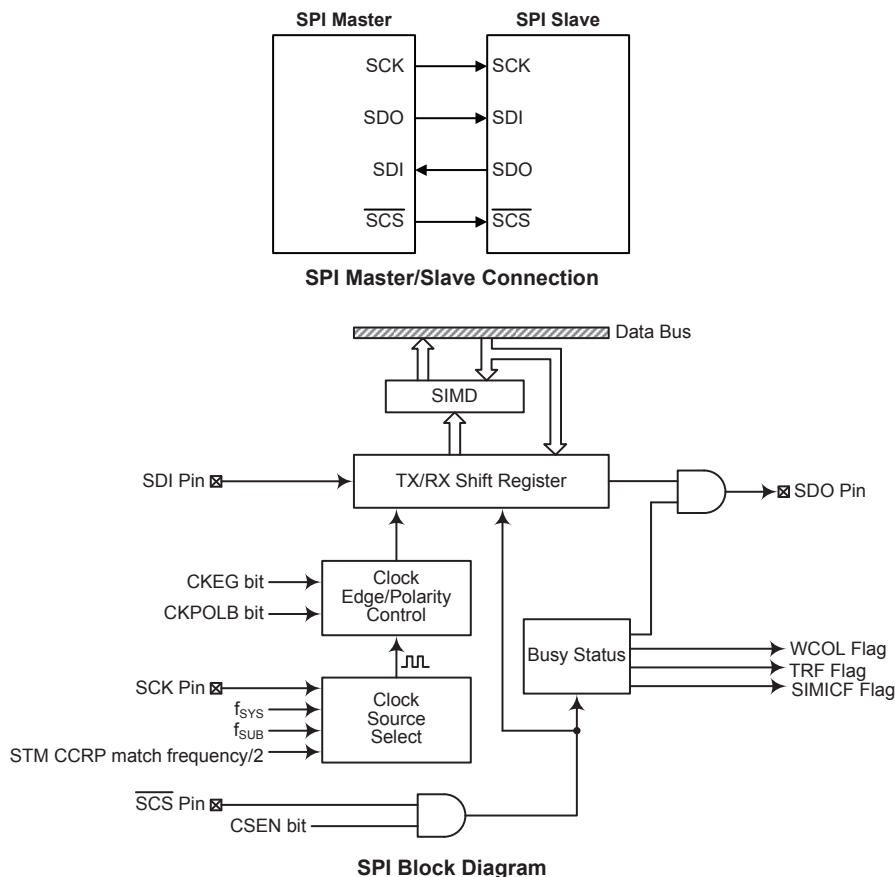 SPI Master
SPI Slave
SCK
SCK
SDO
SDI
SDI
SDO
SCS
SCS
SPI Master/Slave Connection
Data Bus
SIMD
SDI Pin
TX/RX Shift Register
SDO Pin
CKEG bit
CKPOLB bit
Clock
Edge/Polarity
Control
Busy Status
WCOL Flag
TRF Flag
SIMICF Flag
SCK Pin
fSYS
fSUB
STM CCRP match frequency/2
Clock
Source
Select
SCS Pin
CSEN bit
SPI Block Diagram